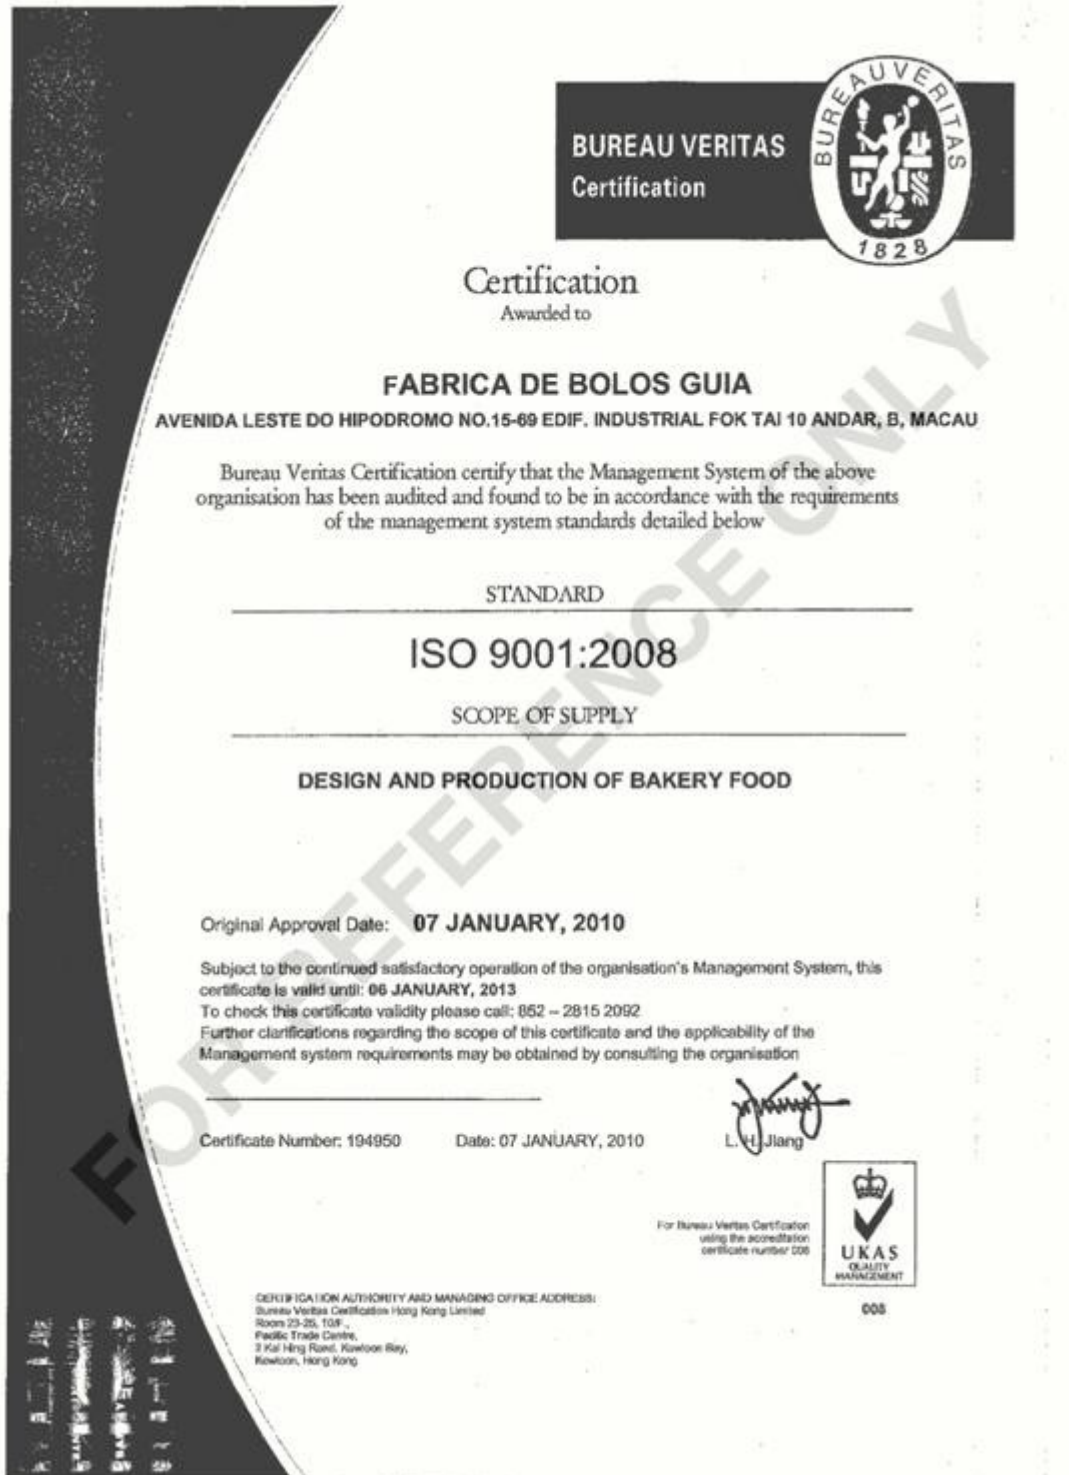 BUREAU VERITAS
Certification
BUREAU VERITAS
1828
Certification
Awarded to
FABRICA DE BOLOS GUIA
AVENIDA LESTE DO HIPODROMO NO.15-69 EDIF. INDUSTRIAL FOK TAI 10 ANDAR, B, MACAU
Bureau Veritas Certification certify that the Management System of the above
organisation has been audited and found to be in accordance with the requirements
of the management system standards detailed below
STANDARD
ISO 9001:2008
SCOPE OF SUPPLY
DESIGN AND PRODUCTION OF BAKERY FOOD
Original Approval Date: 07 JANUARY, 2010
Subject to the continued satisfactory operation of the organisation's Management System, this
certificate is valid until: 06 JANUARY, 2013
To check this certificate validity please call: 852 – 2815 2092
Further clarifications regarding the scope of this certificate and the applicability of the
Management system requirements may be obtained by consulting the organisation
Certificate Number: 194950 Date: 07 JANUARY, 2010 L. H. Jiang
For Bureau Veritas Certification
using the accreditation
certificate number 008
UKAS
QUALITY
MANAGEMENT
008
CERTIFICATION AUTHORITY AND MANAGING OFFICE ADDRESS:
Bureau Veritas Certification Hong Kong Limited
Room 23-25, 10/F.,
Pacific Trade Centre,
2 Kai Hing Road, Kowloon Bay,
Kowloon, Hong Kong
FOR REFERENCE ONLY